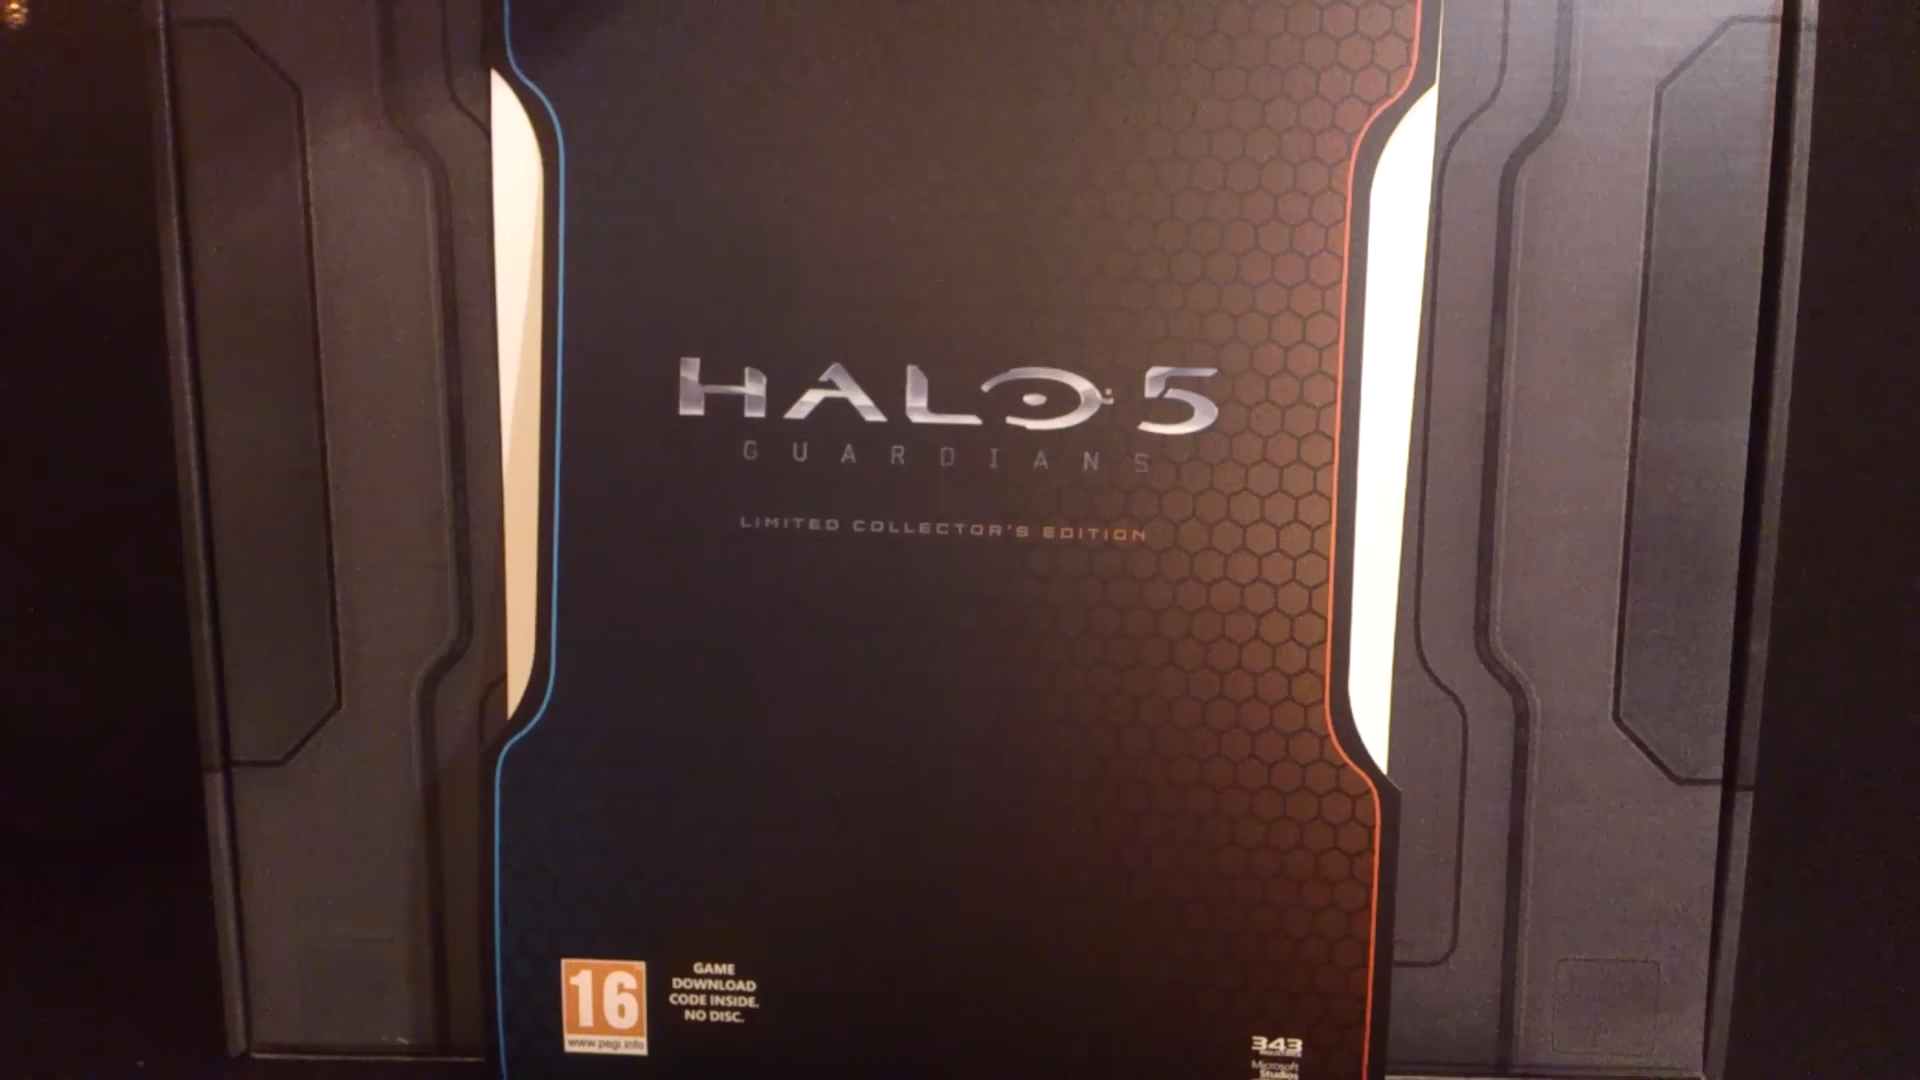 HALO 5
GUARDIANS
LIMITED COLLECTOR'S EDITION
16
www.pegi.info
GAME
DOWNLOAD
CODE INSIDE.
NO DISC.
343
INDUSTRIES
Microsoft
Studios